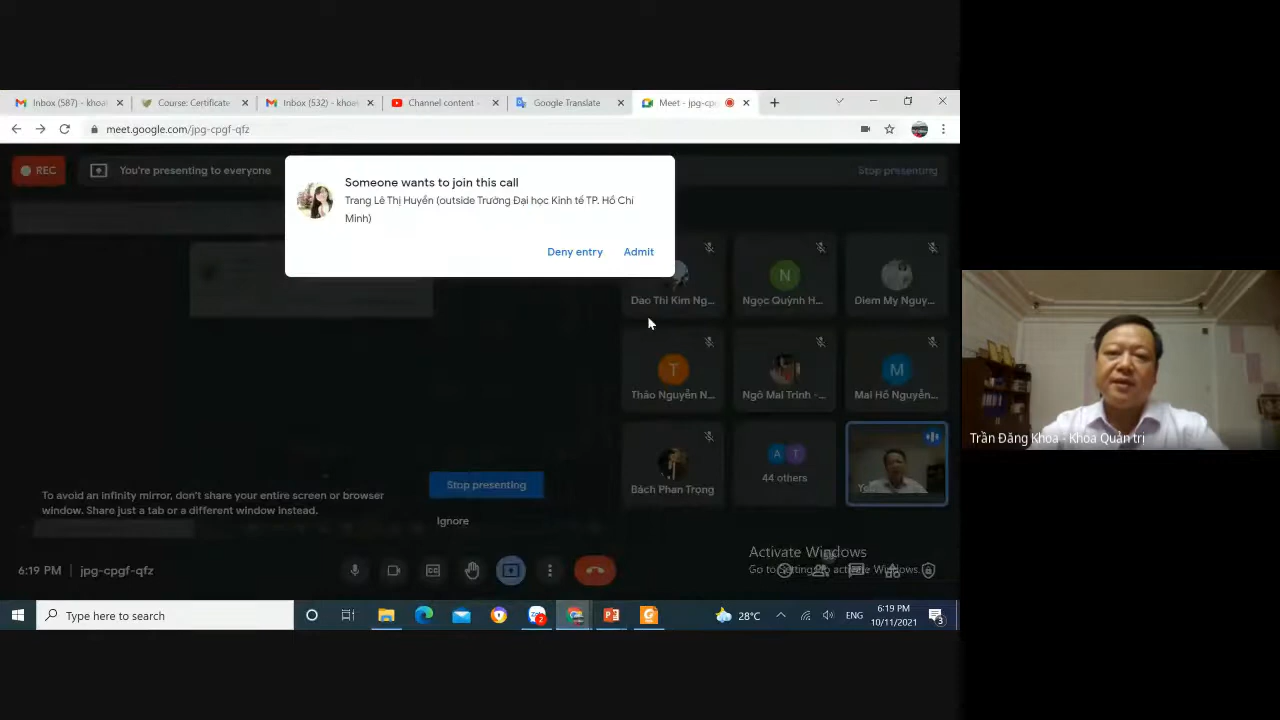 Inbox (587) - khoa
Course: Certificate
Inbox (532) - khoa
Channel content -
Google Translate
Meet - jpg-cp
meet.google.com/jpg-cpgf-qfz
REC
You're presenting to everyone
Stop presenting
Someone wants to join this call
Trang Lê Thị Huyền (outside Trường Đại học Kinh tế TP. Hồ Chí
Minh)
Deny entry
Admit
Dao Thi Kim Ng...
Ngọc Quỳnh H...
Diem My Nguy...
T
Thảo Nguyễn N...
Ngô Mai Trinh -...
M
Mai Hồ Nguyễn...
N
Bách Phan Trọng
A T
44 others
To avoid an infinity mirror, don't share your entire screen or browser
window. Share just a tab or a different window instead.
Stop presenting
Ignore
Trần Đăng Khoa - Khoa Quản trị
6:19 PM | jpg-cpgf-qfz
Activate Windows
Go to Settings to activate Windows.
Type here to search
2
28°C
ENG
6:19 PM
10/11/2021
3